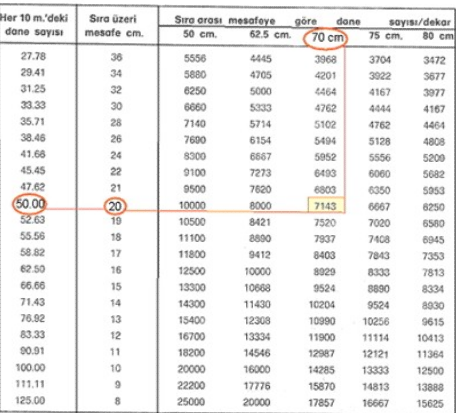 Her 10 m.'deki Sıra üzeri Sıra arası mesafeye göre dane sayısı/dekar
dane sayısı mesafe cm. 50 cm. 62.5 cm. 70 cm 75 cm. 80 cm
27.78 36 5556 4445 3968 3704 3472
29.41 34 5880 4705 4201 3922 3677
31.25 32 6250 5000 4464 4167 3977
33.33 30 6660 5333 4762 4444 4167
35.71 28 7140 5714 5102 4762 4464
38.46 26 7690 6154 5494 5128 4808
41.66 24 8300 6667 5952 5556 5209
45.45 22 9100 7273 6493 6060 5682
47.62 21 9500 7620 6803 6350 5953
50.00 20 10000 8000 7143 6667 6250
52.63 19 10500 8421 7520 7020 6580
55.56 18 11100 8890 7937 7408 6945
58.82 17 11800 9412 8403 7843 7353
62.50 16 12500 10000 8929 8333 7813
66.66 15 13300 10668 9524 8890 8334
71.43 14 14300 11430 10204 9524 8930
76.92 13 15400 12308 10990 10256 9615
83.33 12 16700 13334 11900 11114 10413
90.91 11 18200 14546 12987 12121 11364
100.00 10 20000 16000 14285 13333 12500
111.11 9 22200 17776 15870 14813 13888
125.00 8 25000 20000 17857 16667 15625